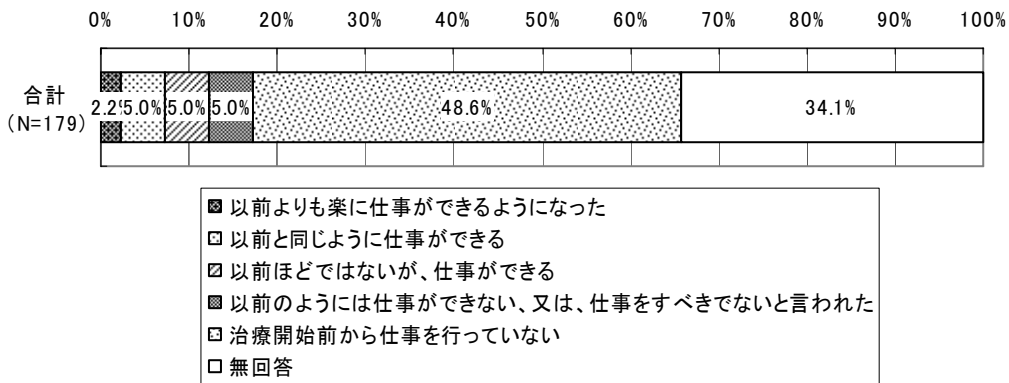 0% 10% 20% 30% 40% 50% 60% 70% 80% 90% 100%
合計
(N=179)
2.2% 5.0% 5.0% 5.0% 48.6% 34.1%
以前よりも楽に仕事ができるようになった
以前と同じように仕事ができる
以前ほどではないが、仕事ができる
以前のようには仕事ができない、又は、仕事をすべきでないと言われた
治療開始前から仕事を行っていない
無回答